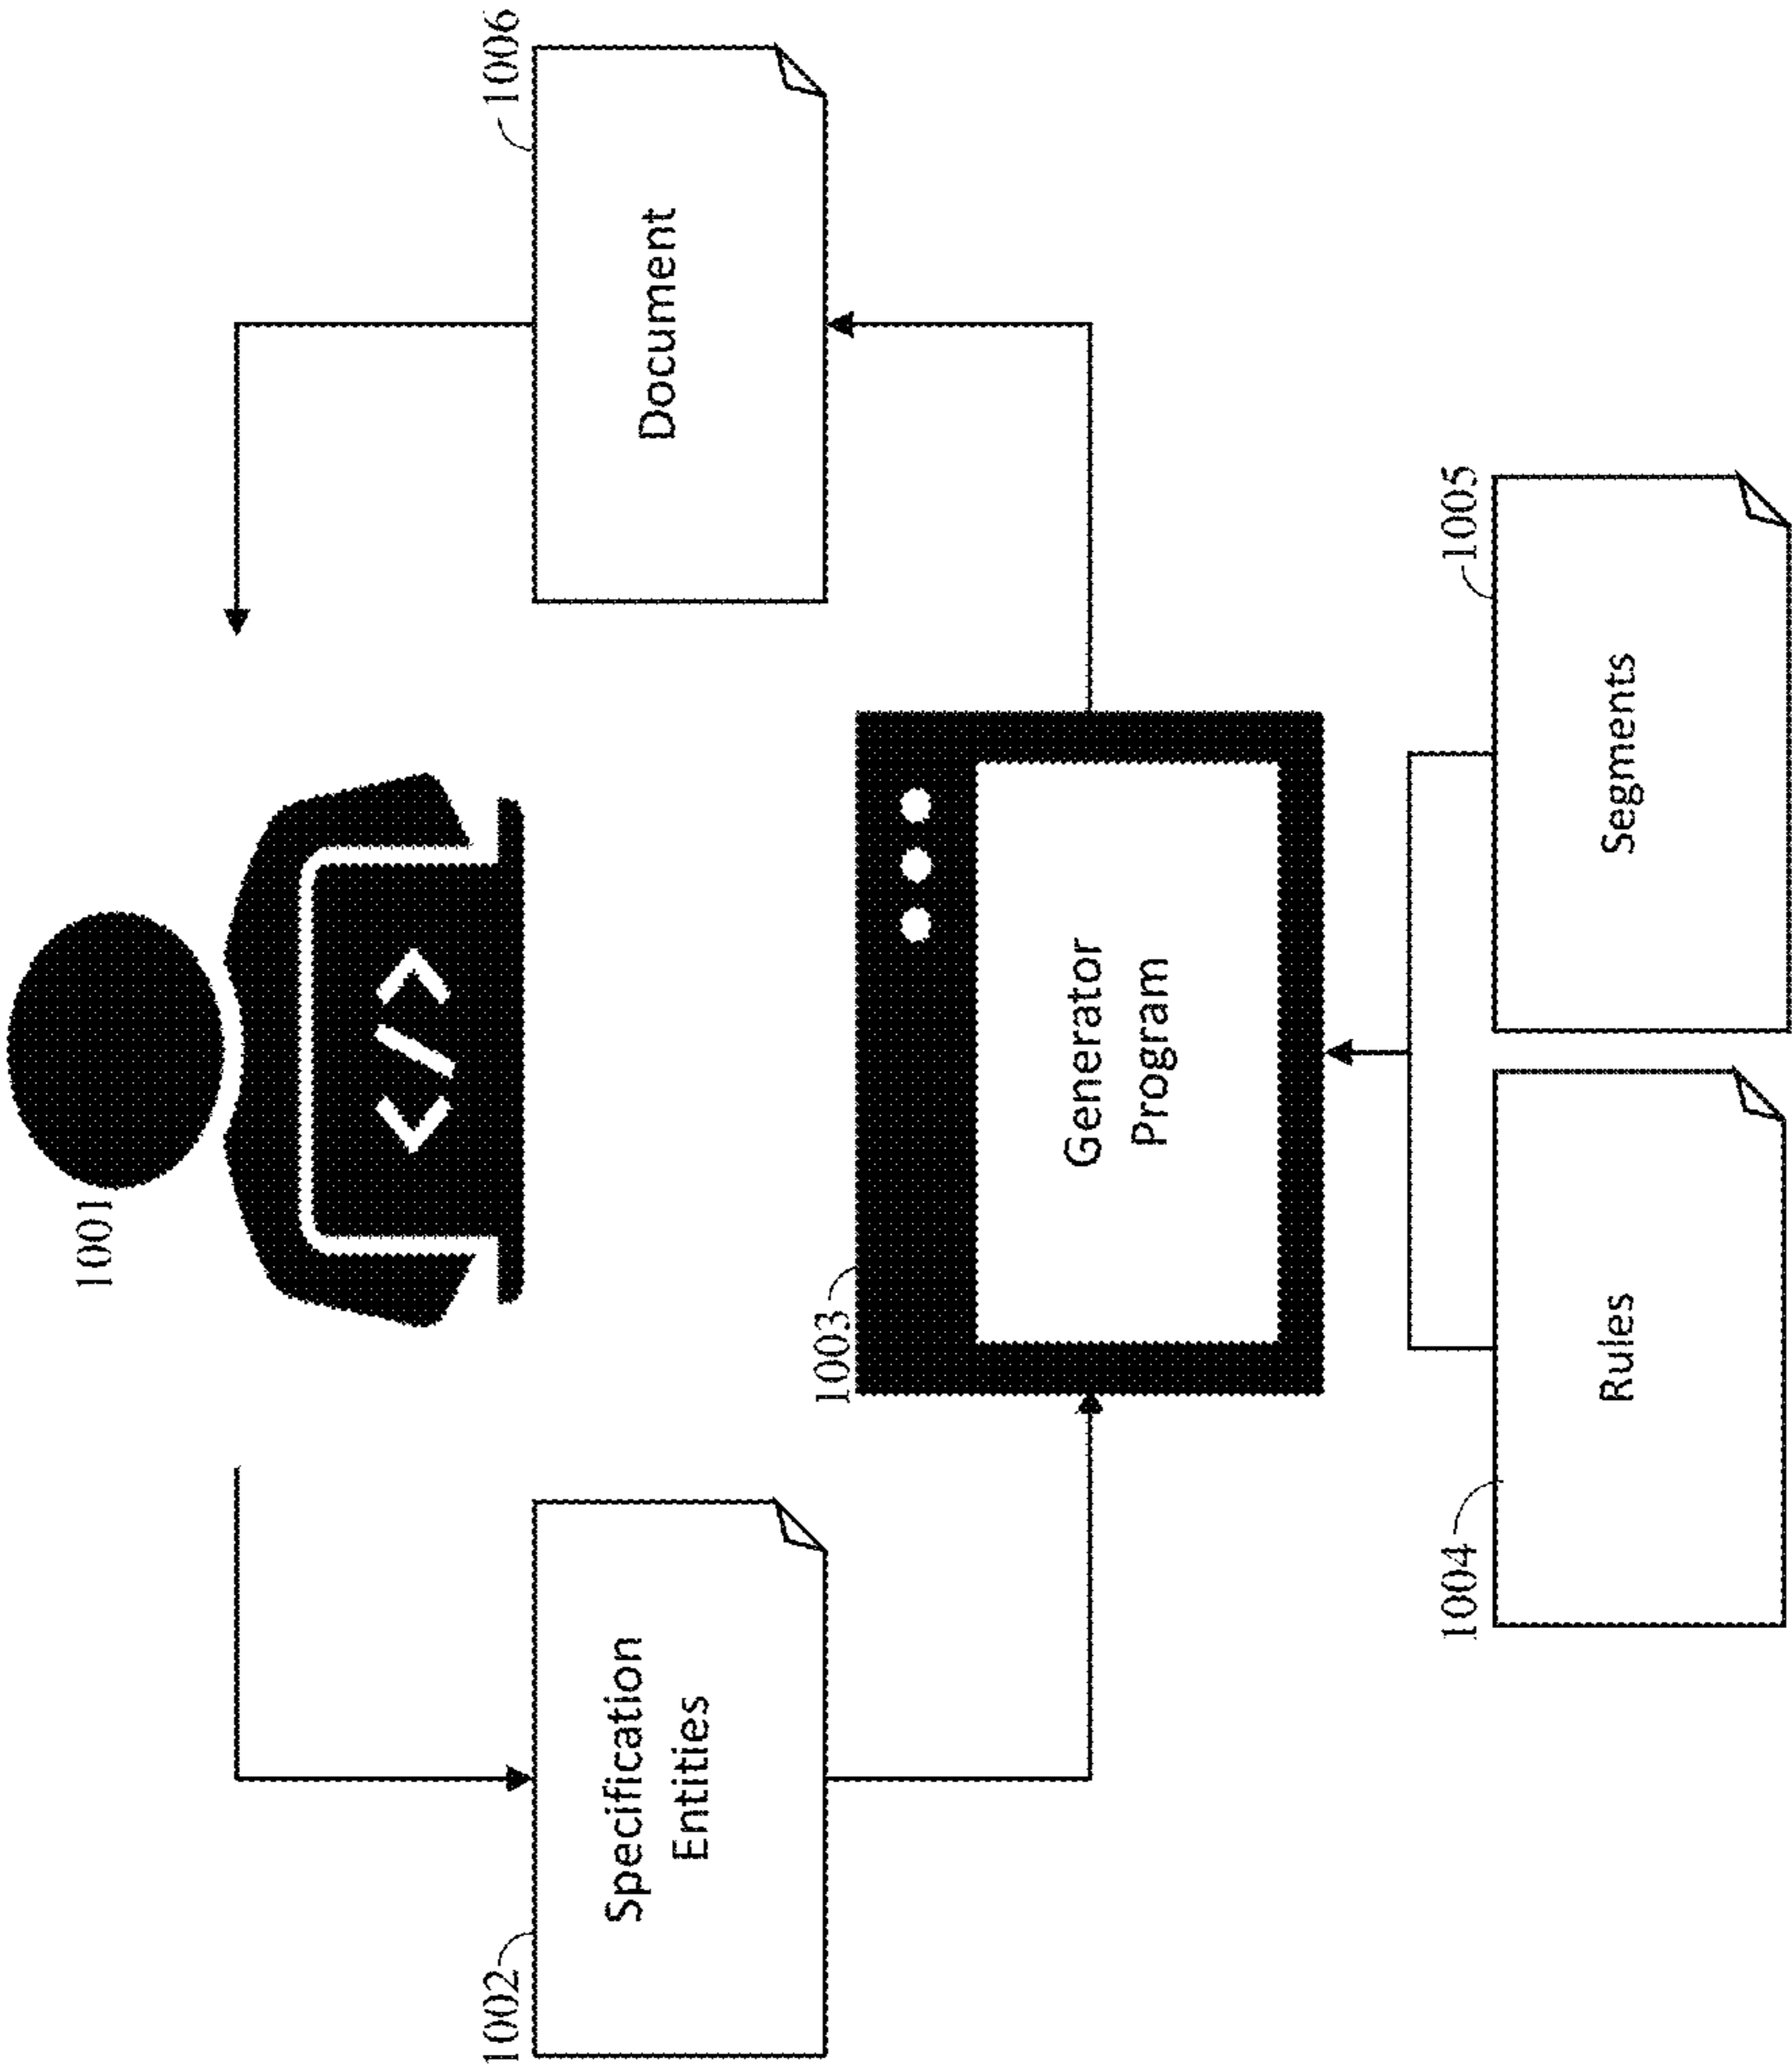 1001
</>
1002
Specification
Entities
1006
Document
1003
Generator
Program
1004
Rules
1005
Segments